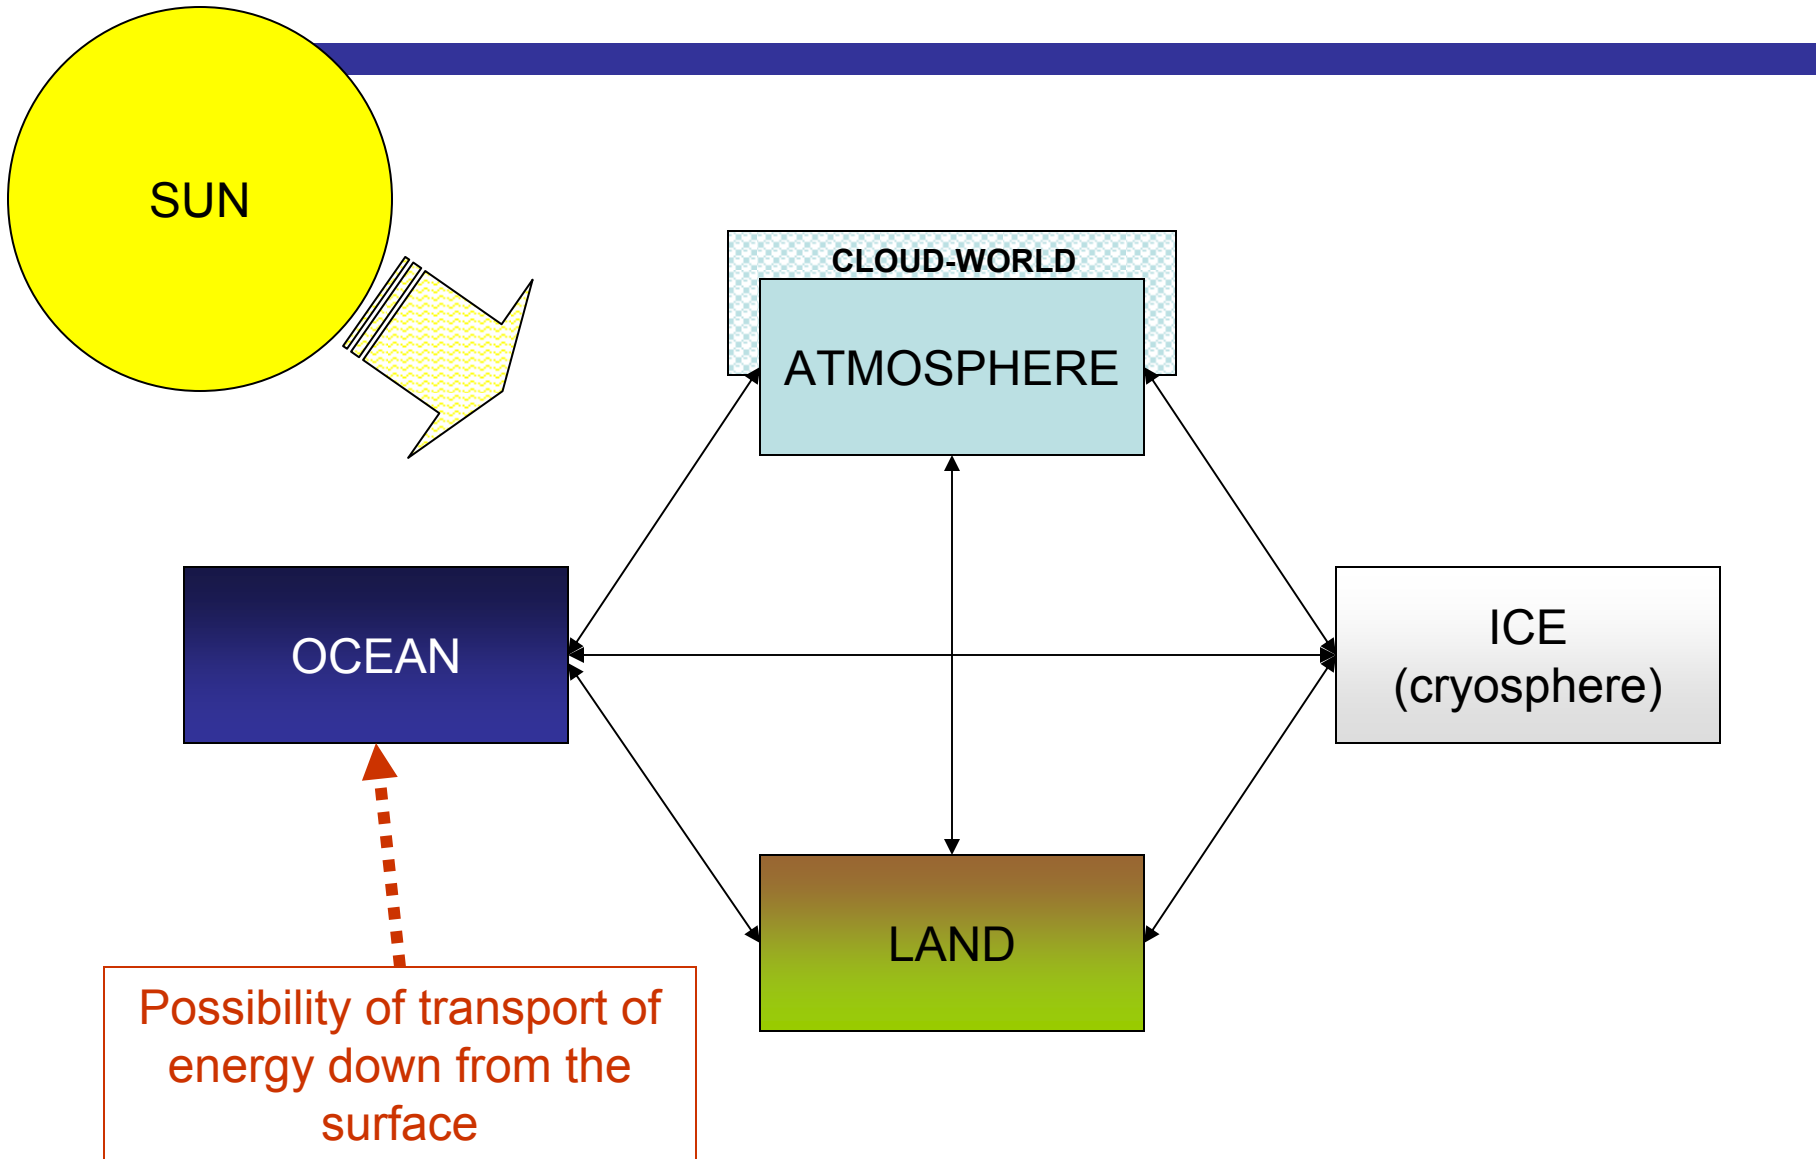 SUN
CLOUD-WORLD
ATMOSPHERE
OCEAN
ICE
(cryosphere)
LAND
Possibility of transport of
energy down from the
surface